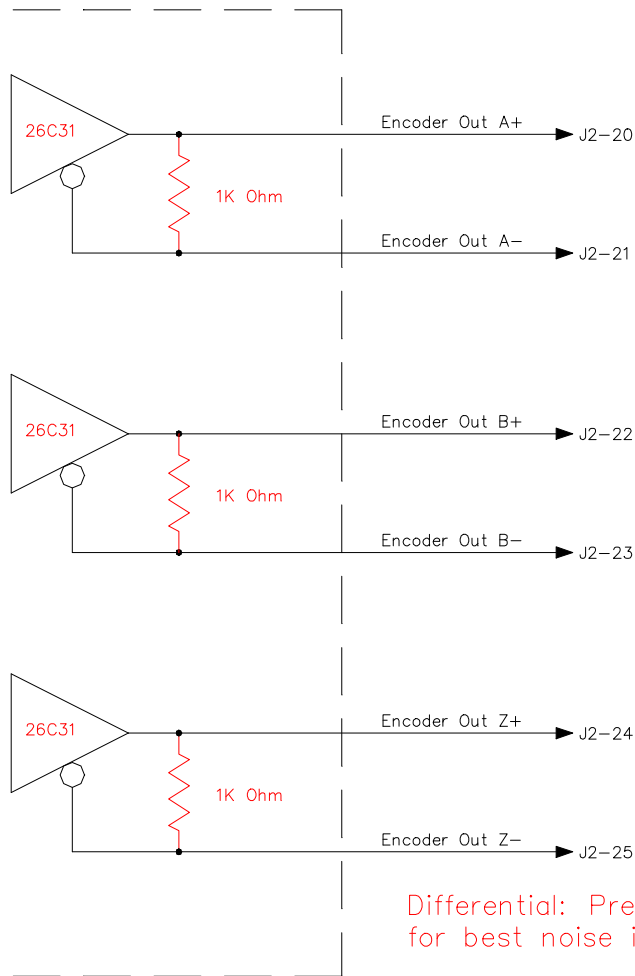 26C31
Encoder Out A+
J2-20
1K Ohm
Encoder Out A-
J2-21
26C31
Encoder Out B+
J2-22
1K Ohm
Encoder Out B-
J2-23
26C31
Encoder Out Z+
J2-24
1K Ohm
Encoder Out Z-
J2-25
Differential: Pre
for best noise i